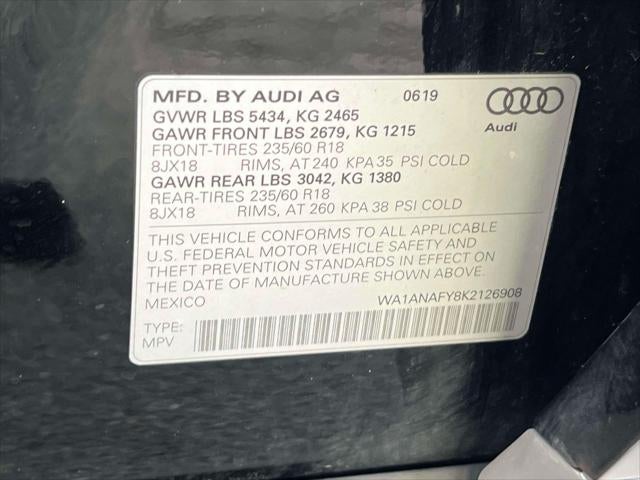 MFD. BY AUDI AG 0619
GVWR LBS 5434, KG 2465
GAWR FRONT LBS 2679, KG 1215
Audi
FRONT-TIRES 235/60 R18
8JX18 RIMS, AT 240 KPA 35 PSI COLD
GAWR REAR LBS 3042, KG 1380
REAR-TIRES 235/60 R18
8JX18 RIMS, AT 260 KPA 38 PSI COLD
THIS VEHICLE CONFORMS TO ALL APPLICABLE
U.S. FEDERAL MOTOR VEHICLE SAFETY AND
THEFT PREVENTION STANDARDS IN EFFECT ON
THE DATE OF MANUFACTURE SHOWN ABOVE.
MEXICO WA1ANAFY8K2126908
TYPE:
MPV